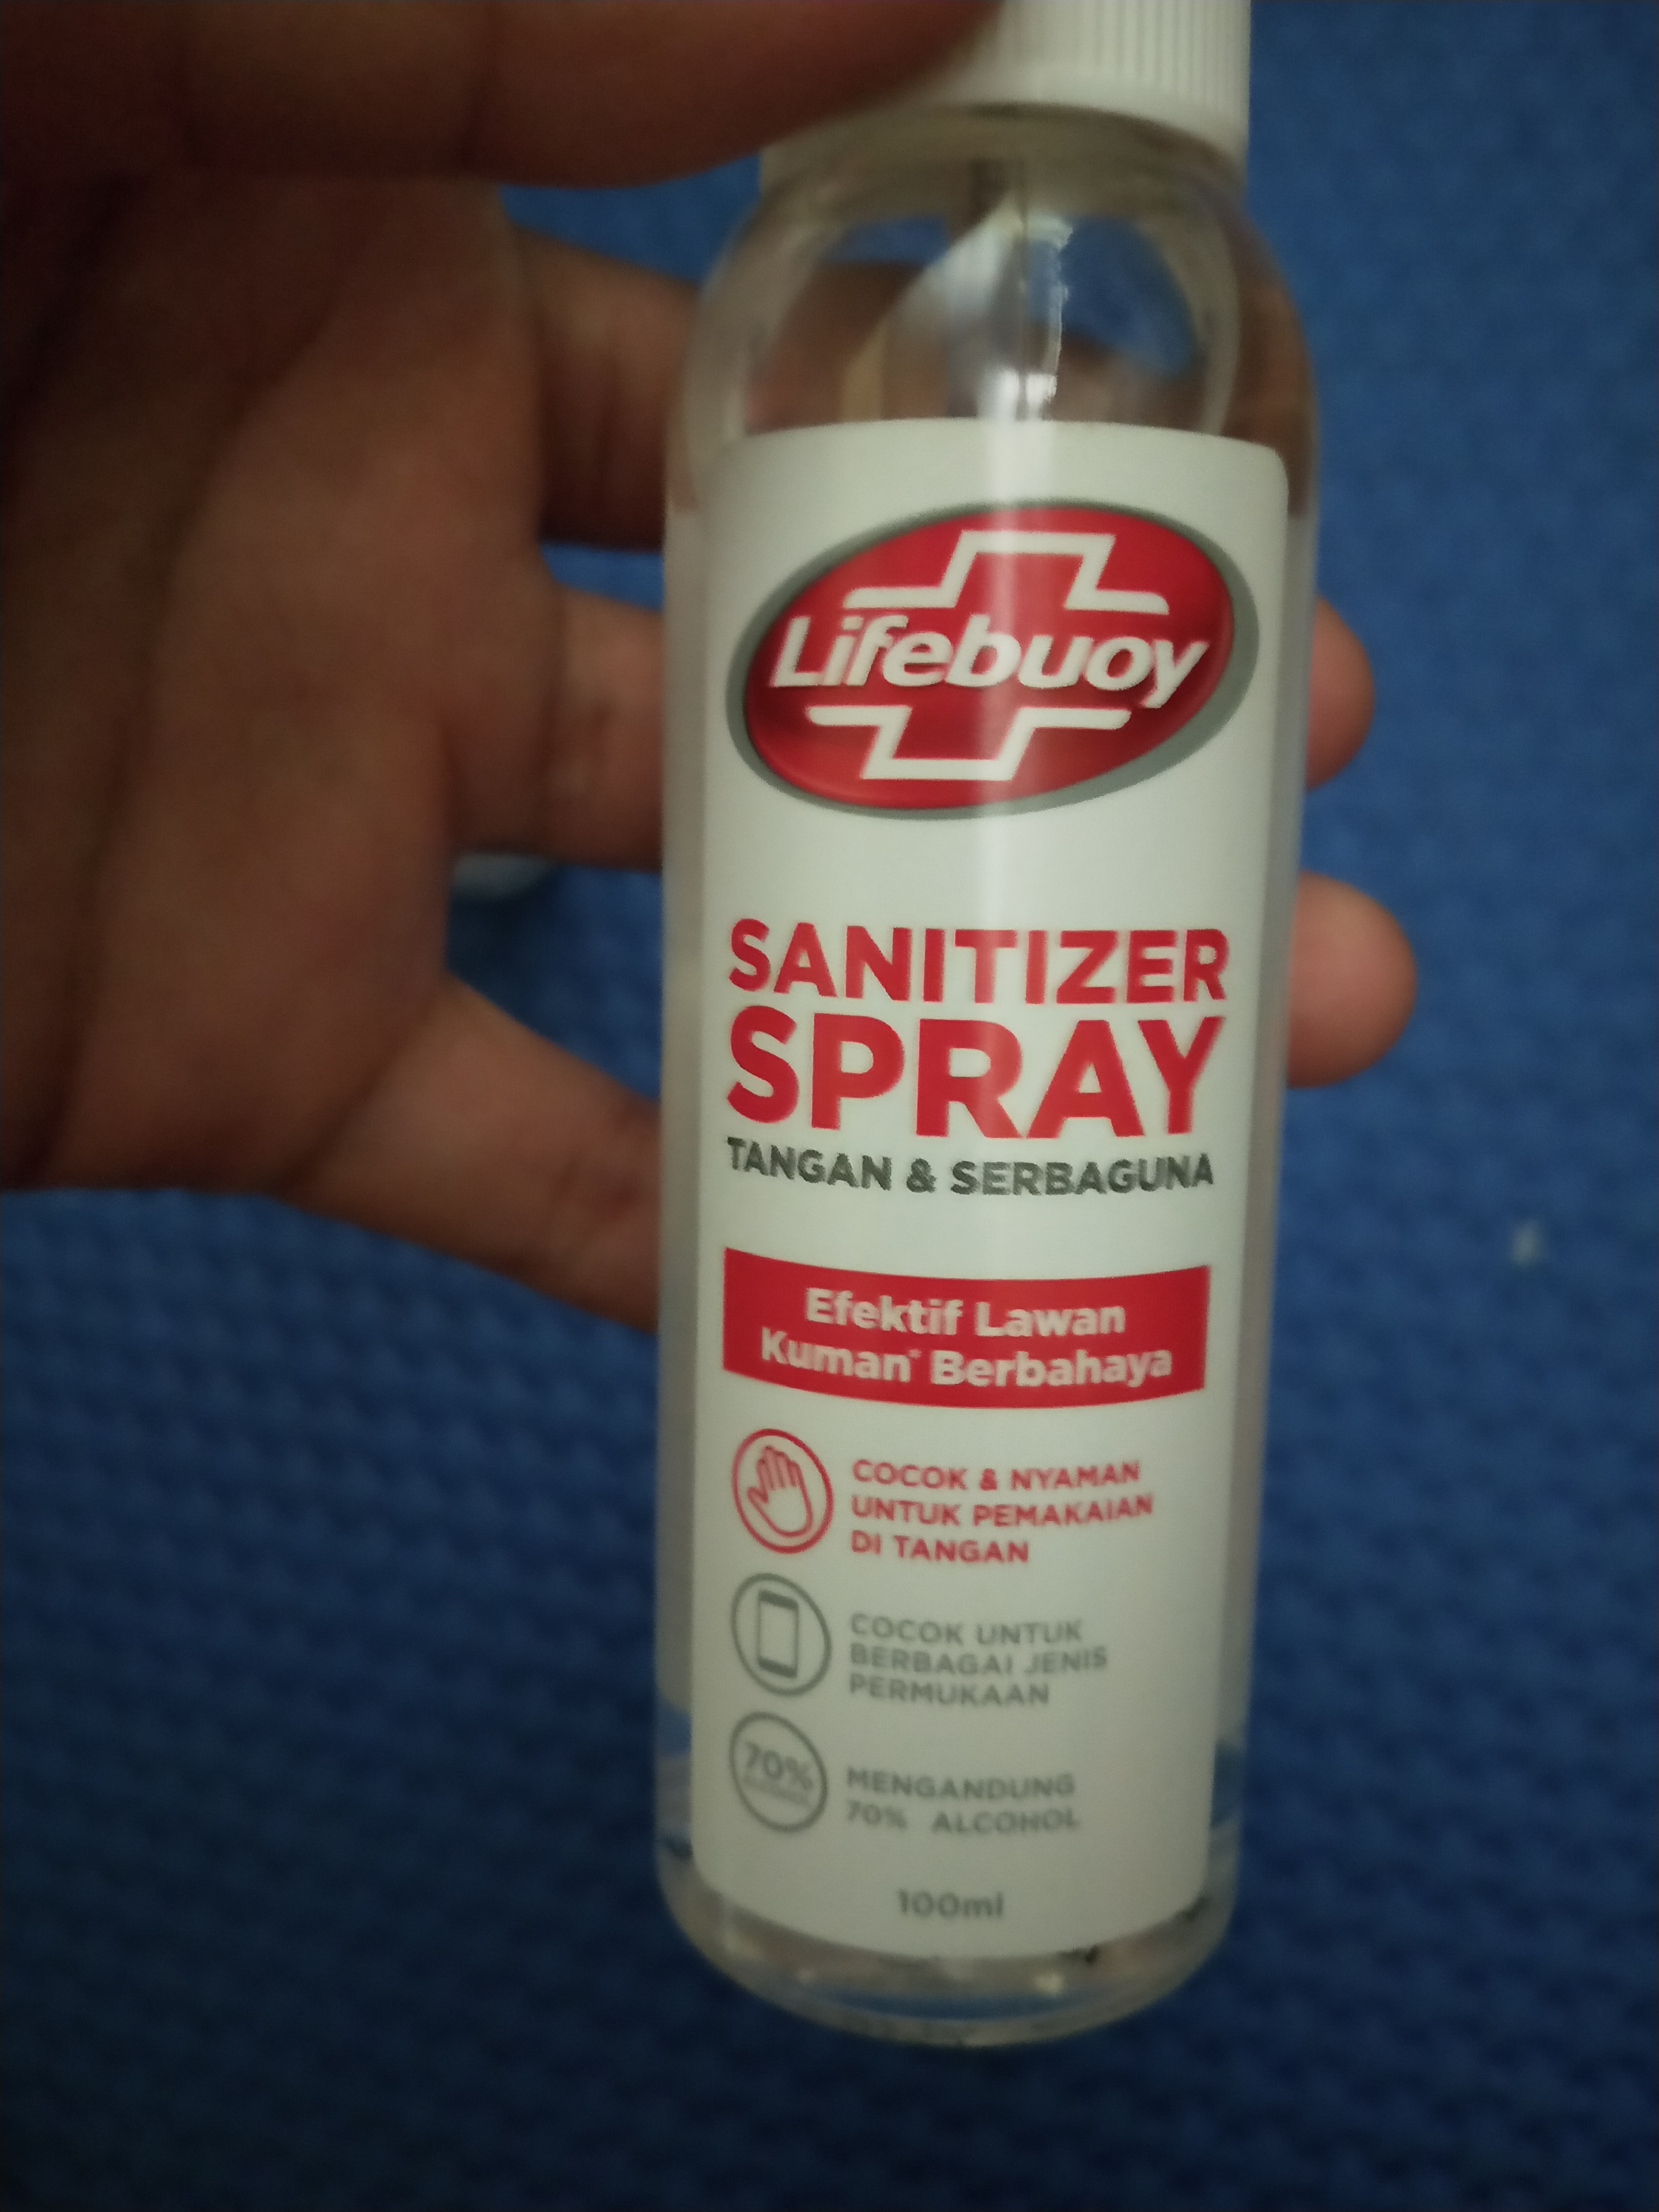 Lifebuoy
SANITIZER
SPRAY
TANGAN & SERBAGUNA
Efektif Lawan
Kuman* Berbahaya
COCOK & NYAMAN
UNTUK PEMAKAIAN
DI TANGAN
COCOK UNTUK
BERBAGAI JENIS
PERMUKAAN
70%
MENGANDUNG
70% ALCOHOL
100ml